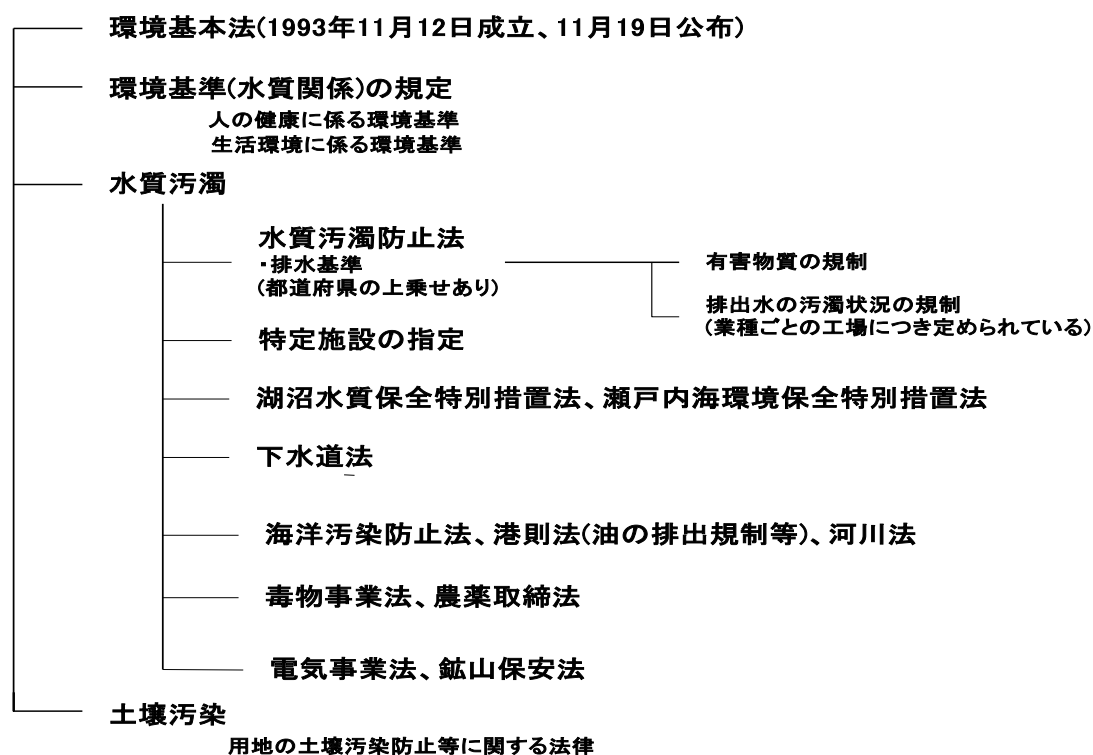 環境基本法(1993年11月12日成立、11月19日公布)
環境基準(水質関係)の規定
人の健康に係る環境基準
生活環境に係る環境基準
水質汚濁
水質汚濁防止法
・排水基準
(都道府県の上乗せあり)
有害物質の規制
排出水の汚濁状況の規制
(業種ごとの工場につき定められている)
特定施設の指定
湖沼水質保全特別措置法、瀬戸内海環境保全特別措置法
下水道法
海洋汚染防止法、港則法(油の排出規制等)、河川法
毒物事業法、農薬取締法
電気事業法、鉱山保安法
土壌汚染
用地の土壌汚染防止等に関する法律